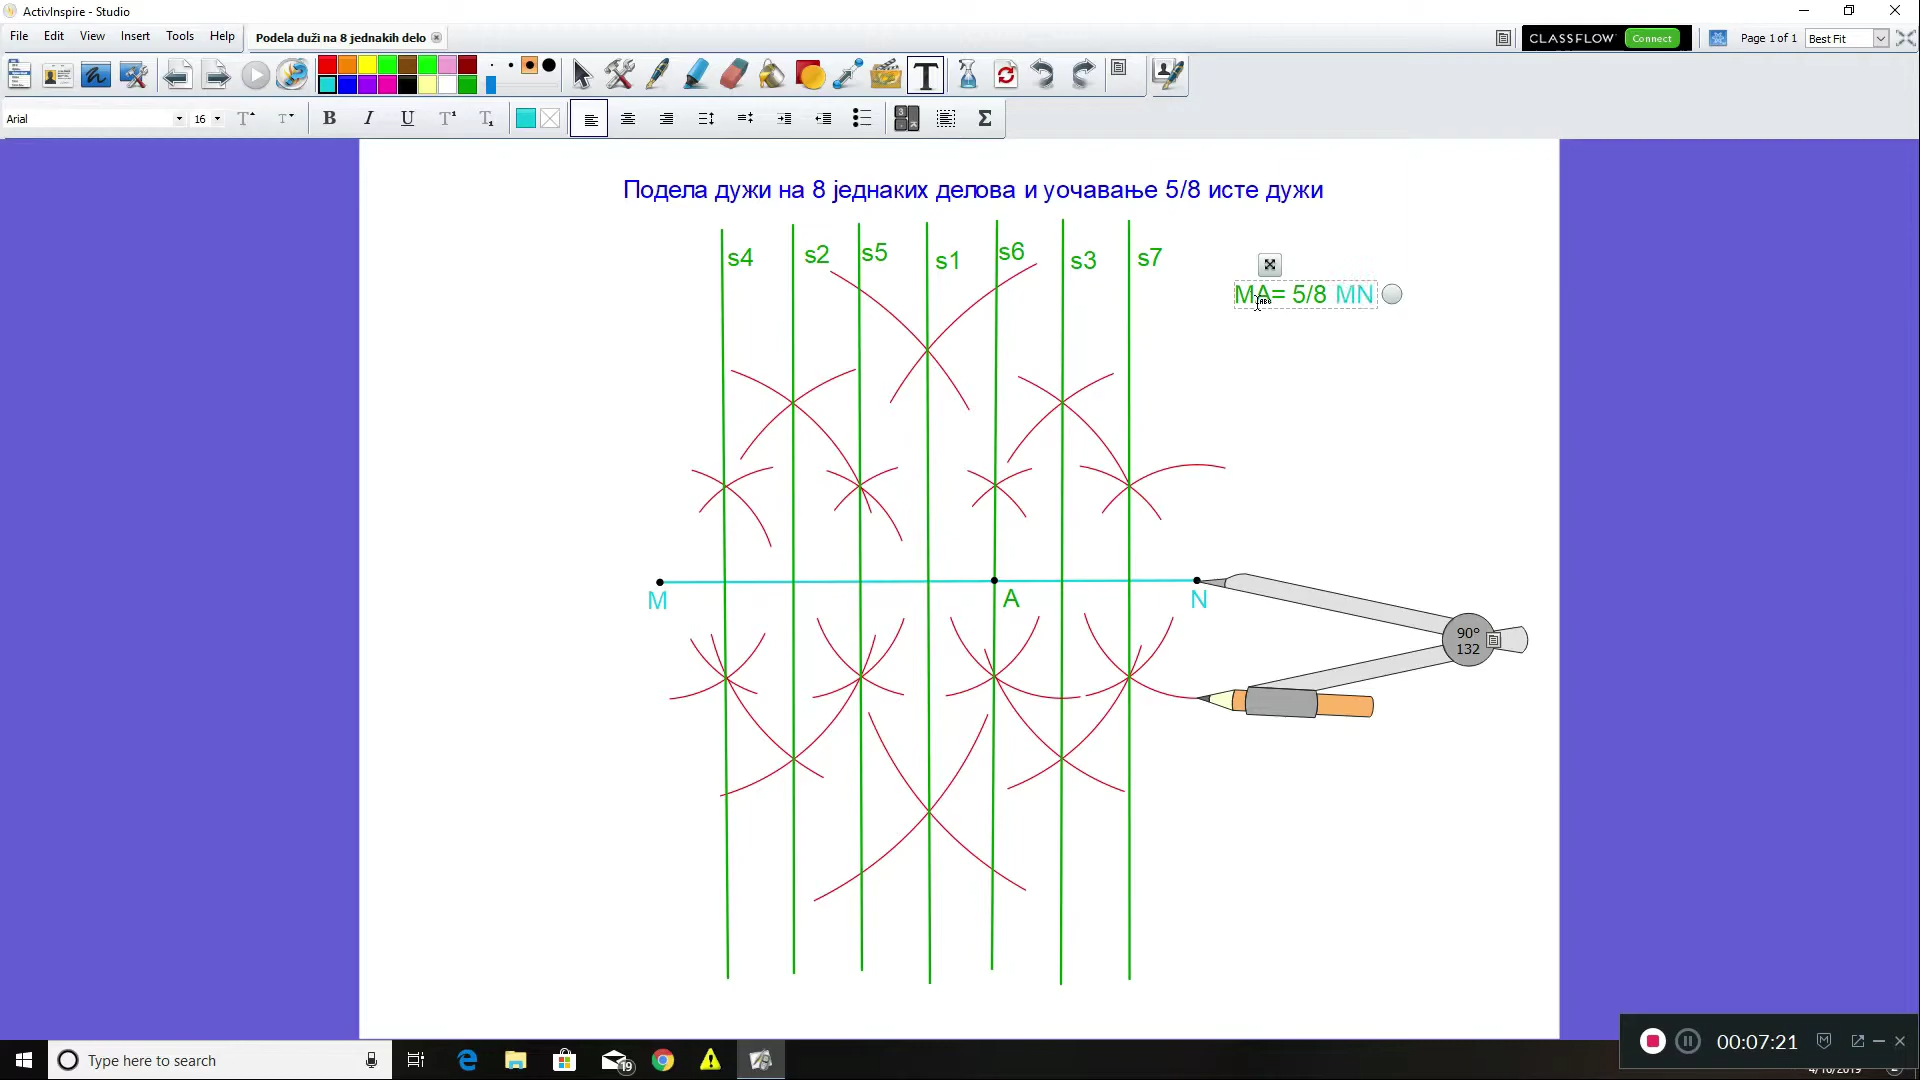 ActivInspire - Studio
File Edit View Insert Tools Help
Podela duži na 8 jednakih delo
CLASSFLOW Connect
Page 1 of 1
Best Fit
Arial
16
Подела дужи на 8 једнаких делова и уочавање 5/8 исте дужи
s4 s2 s5 s1 s6 s3 s7
MA= 5/8 MN
M A N
90°
132
00:07:21
Type here to search
19